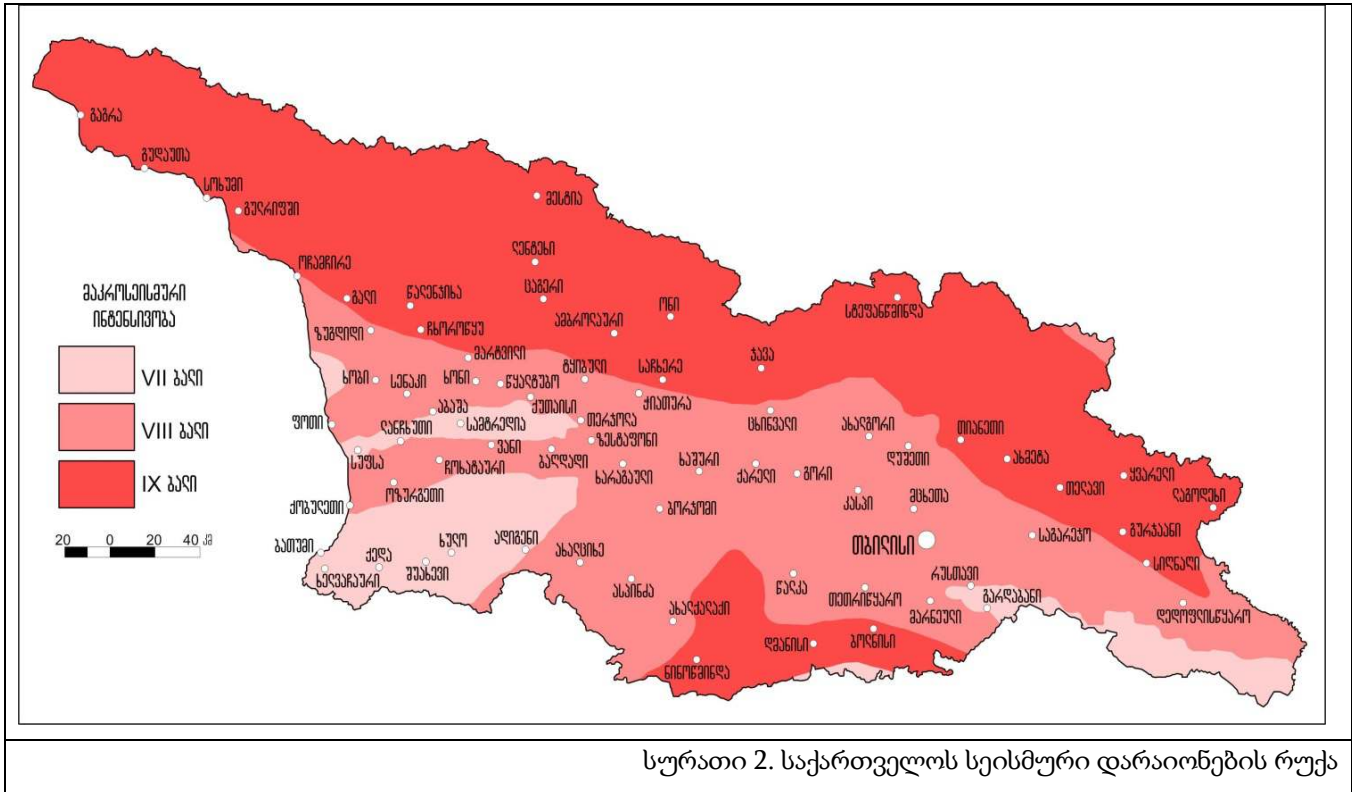 გაგრა
გუდაუთა
სოხუმი
გულრიფში
მესტია
ოჩამჩირე
ლენტეხი
გალი
წალენჯიხა
ცაგერი
ონი
სტეფანწმინდა
ამბროლაური
ზუგდიდი
ჩხოროწყუ
მარტვილი
ჯავა
ტყიბული
საჩხერე
ხობი
სენაკი
ხონი
წყალტუბო
ჭიათურა
აბაშა
ქუთაისი
ცხინვალი
ახალგორი
ფოთი
ლანჩხუთი
სამტრედია
თერჯოლა
თიანეთი
სუფსა
ვანი
ზესტაფონი
დუშეთი
ახმეტა
ჩოხატაური
ბაღდადი
ხარაგაული
ხაშური
ქარელი
გორი
ყვარელი
თელავი
ლაგოდეხი
ოზურგეთი
კასპი
მცხეთა
ქობულეთი
ბორჯომი
გურჯაანი
ბათუმი
ქედა
ხულო
ადიგენი
თბილისი
საგარეჯო
ხელვაჩაური
შუახევი
ახალციხე
სიღნაღი
ასპინძა
წალკა
თეთრიწყარო
რუსთავი
გარდაბანი
მარნეული
დედოფლისწყარო
ახალქალაქი
ნინოწმინდა
დმანისი
ბოლნისი
მაკროსეისმური
ინტენსივობა
VII ბალი
VIII ბალი
IX ბალი
20 0 20 40 კმ
სურათი 2. საქართველოს სეისმური დარაიონების რუქა